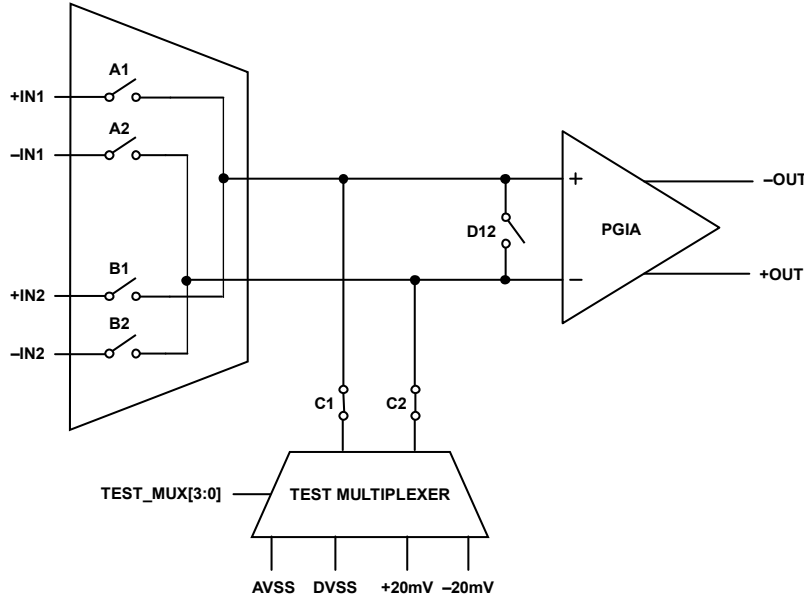 A1
+IN1
A2
–IN1
–OUT
+
PGIA
D12
B1
–
+OUT
+IN2
B2
–IN2
C1
C2
TEST_MUX[3:0]
TEST MULTIPLEXER
AVSS DVSS +20mV –20mV